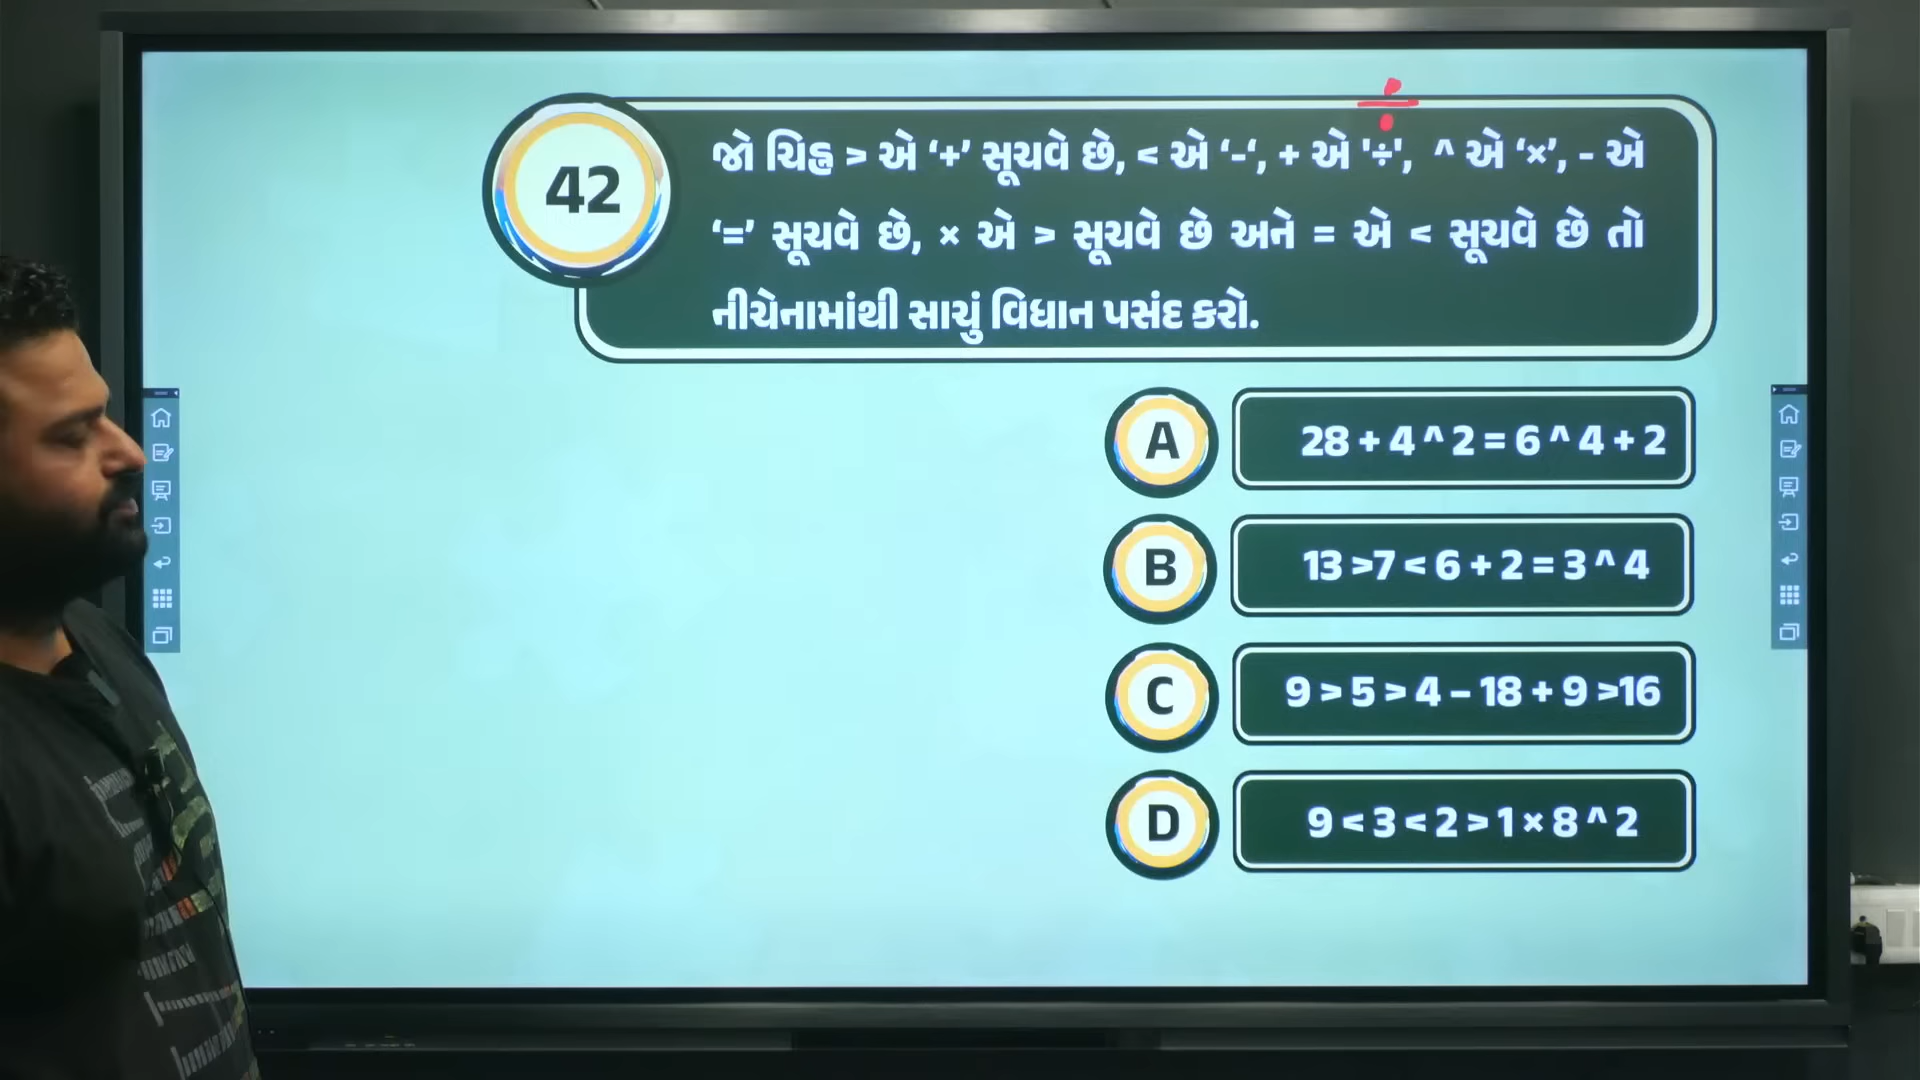 ÷
42
જો ચિહ્ન > એ ‘+’ સૂચવે છે, < એ ‘-‘, + એ '÷', ^ એ ‘×’, - એ
‘=’ સૂચવે છે, × એ > સૂચવે છે અને = એ < સૂચવે છે તો
નીચેનામાંથી સાચું વિધાન પસંદ કરો.
A 28 + 4 ^ 2 = 6 ^ 4 + 2
B 13 >7 < 6 + 2 = 3 ^ 4
C 9 > 5 > 4 – 18 + 9 >16
D 9 < 3 < 2 > 1 × 8 ^ 2